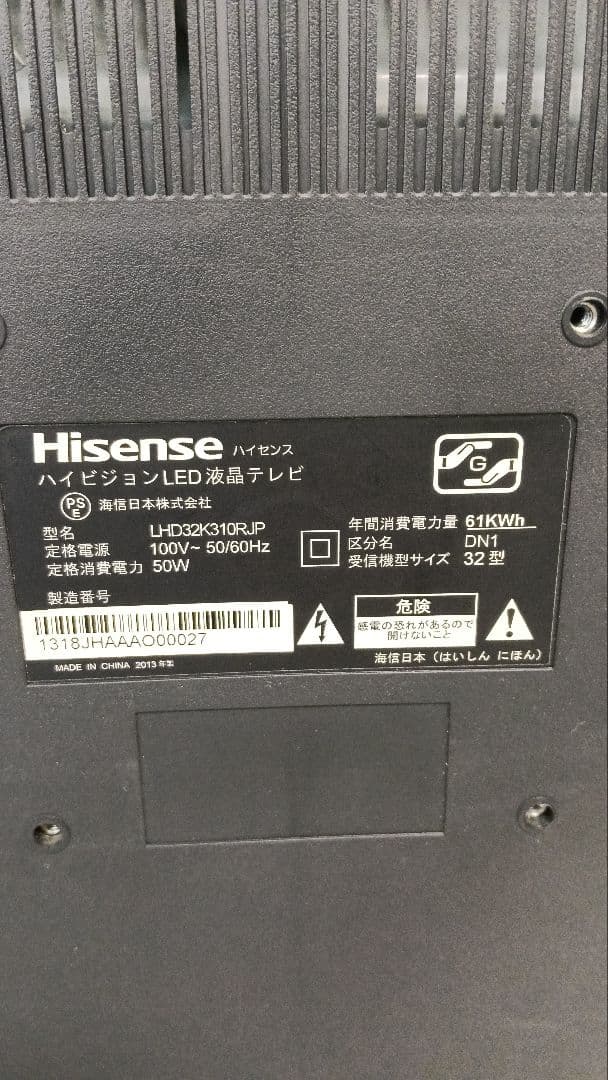 Hisense ハイセンス
ハイビジョンLED液晶テレビ
PS
E 海信日本株式会社
型名 LHD32K310RJP
定格電源 100V~ 50/60Hz
定格消費電力 50W
年間消費電力量 61KWh
区分名 DN1
受信機型サイズ 32型
G
製造番号
1318JHAAAO00027
MADE IN CHINA 2013年製
危険
感電の恐れがあるので
開けないこと
海信日本(はいしん にほん)